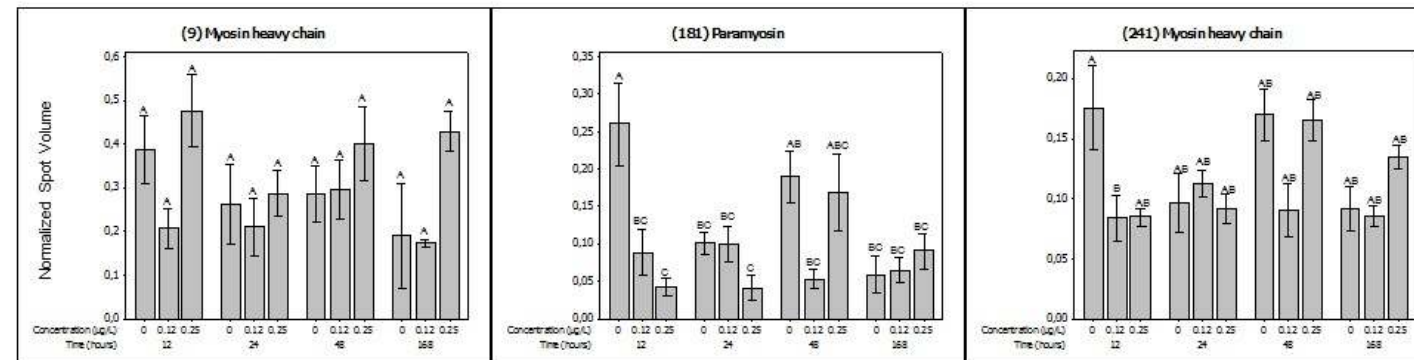 (9) Myosin heavy chain
Normalized Spot Volume
0,6
0,5
0,4
0,3
0,2
0,1
0,0
A A A A A A A A A A A A
Concentration (µg/L) 0 0.12 0.25 0 0.12 0.25 0 0.12 0.25 0 0.12 0.25
Time (hours) 12 24 48 168
(181) Paramyosin
0,35
0,30
0,25
0,20
0,15
0,10
0,05
0,00
A BC C BC BC C AB BC ABC BC BC BC
Concentration (µg/L) 0 0.12 0.25 0 0.12 0.25 0 0.12 0.25 0 0.12 0.25
Time (hours) 12 24 48 168
(241) Myosin heavy chain
0,20
0,15
0,10
0,05
0,00
A B AB AB AB AB AB AB AB AB AB AB
Concentration (µg/L) 0 0.12 0.25 0 0.12 0.25 0 0.12 0.25 0 0.12 0.25
Time (hours) 12 24 48 168